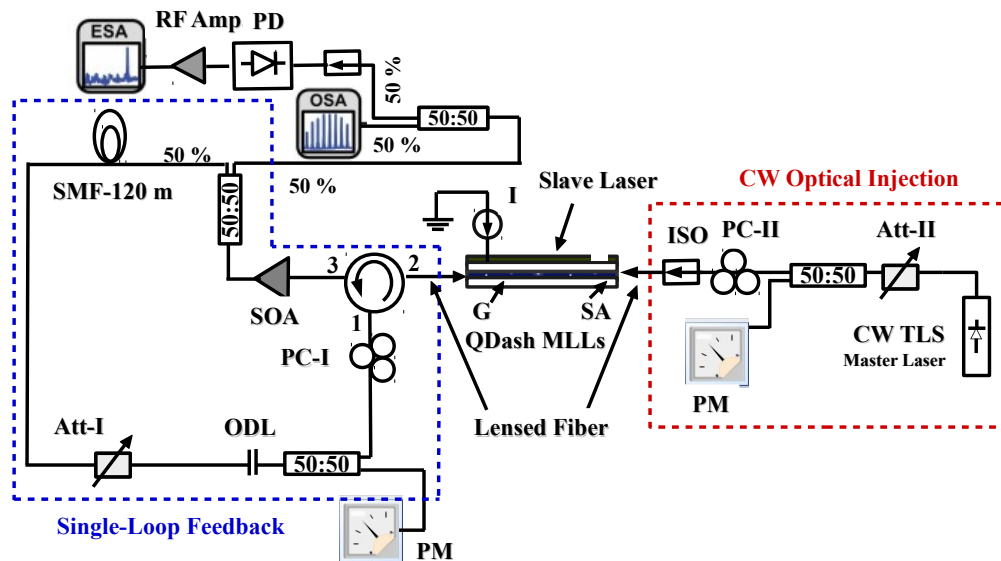 RF Amp
PD
ESA
50 %
OSA
50:50
50 %
50 %
SMF-120 m
50 %
50:50
I
Slave Laser
CW Optical Injection
ISO
PC-II
Att-II
3
2
1
SOA
G
SA
QDash MLLs
50:50
CW TLS
Master Laser
PC-I
PM
Att-I
ODL
Lensed Fiber
50:50
Single-Loop Feedback
PM